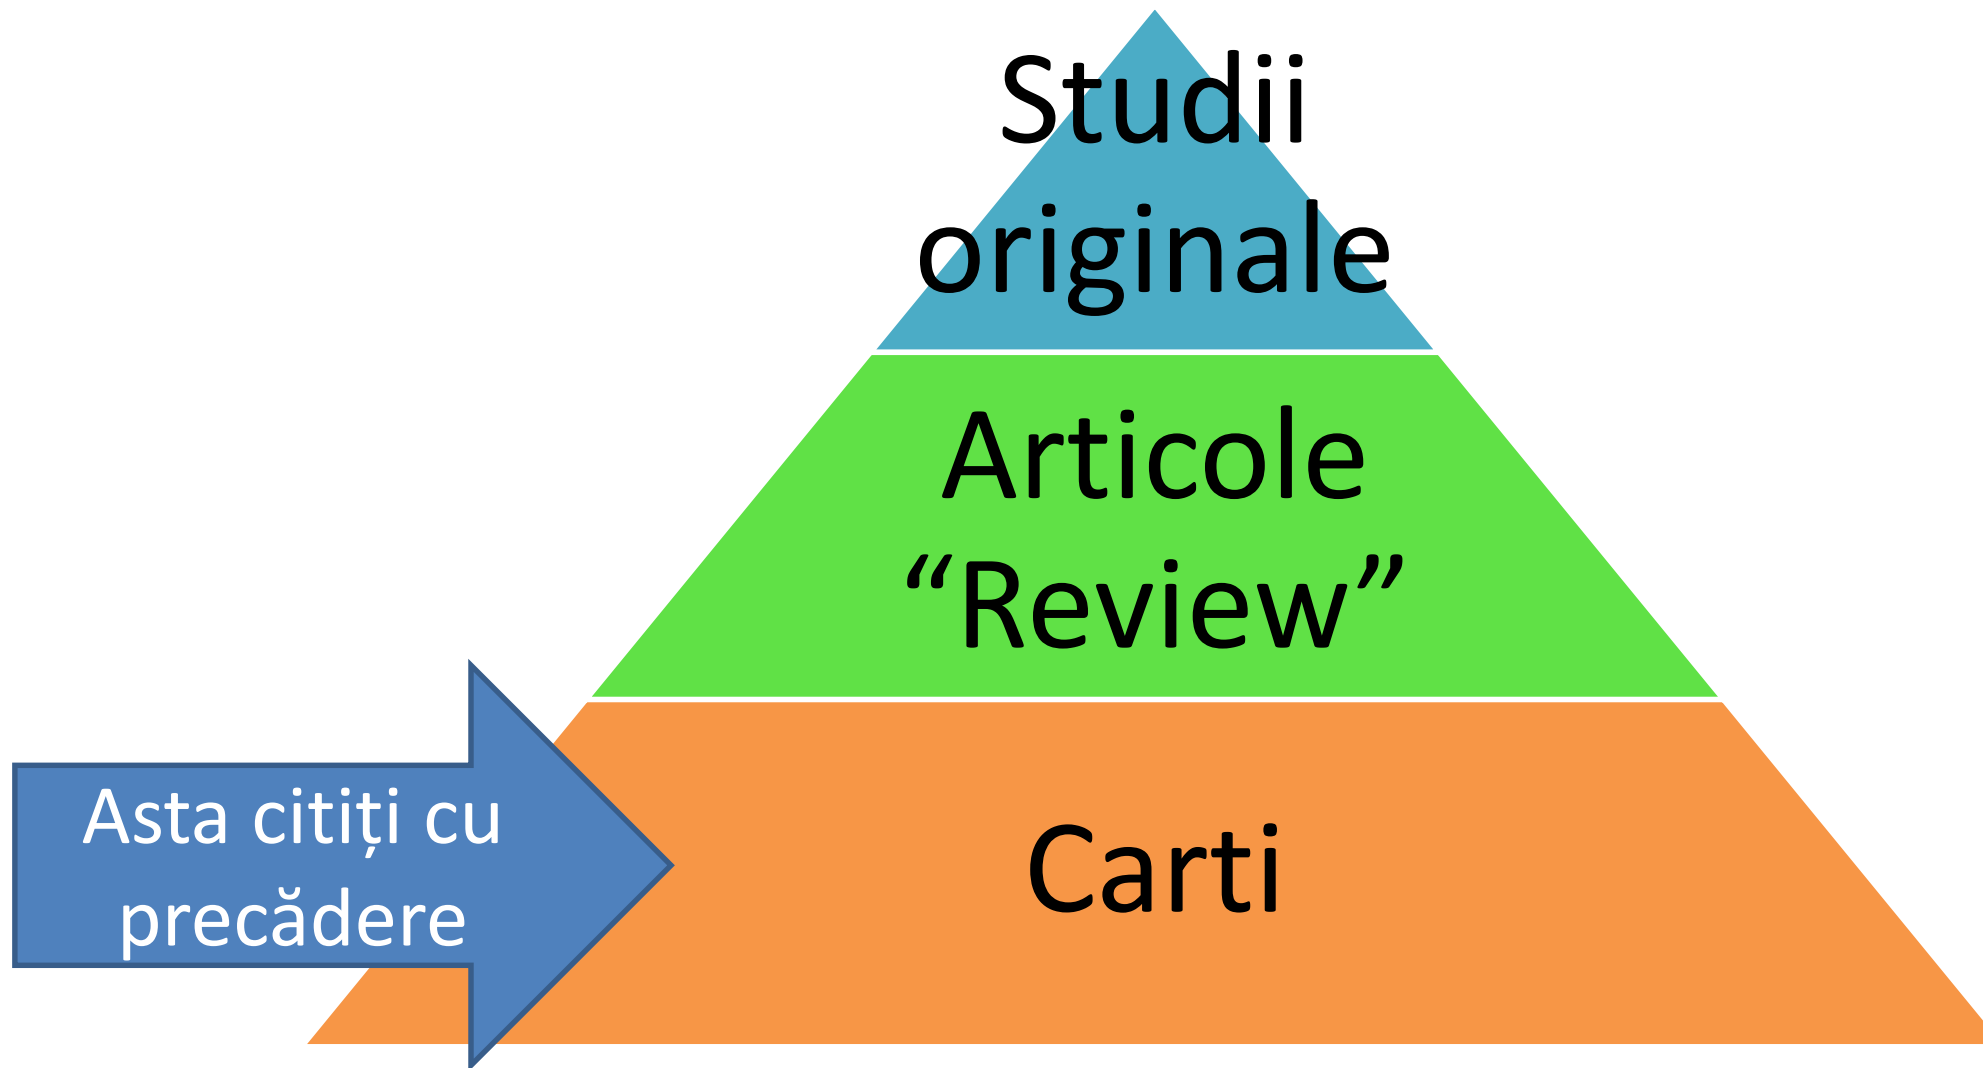 Studii
originale
Articole
“Review”
Asta citiți cu
precădere
Carti